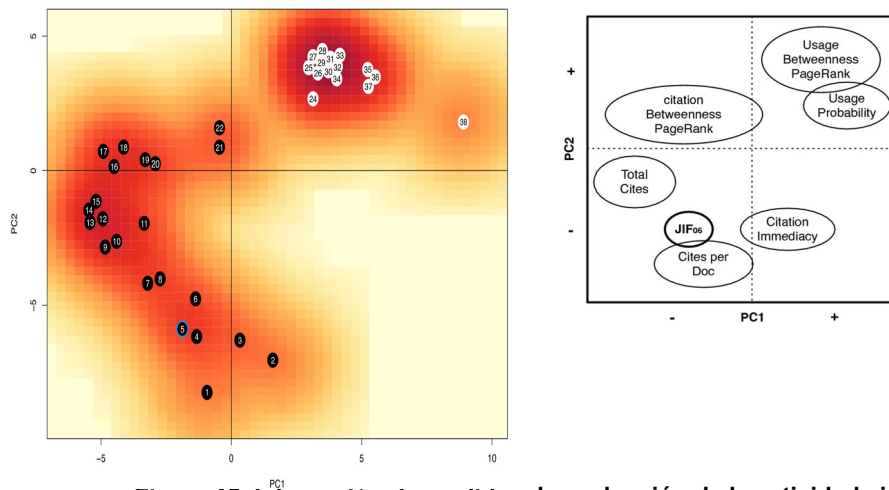 5
0
−5
PC2
−5
0
5
10
PC1
28
27
33
31
29
25
32
30
26
34
35
36
37
24
38
22
21
18
17
19
20
16
15
14
12
13
11
10
9
8
7
6
5
4
3
2
1
Usage
Betweenness
PageRank
Usage
Probability
citation
Betweenness
PageRank
Total
Cites
JIF06
Citation
Immediacy
Cites per
Doc
+
PC2
-
-
PC1
+